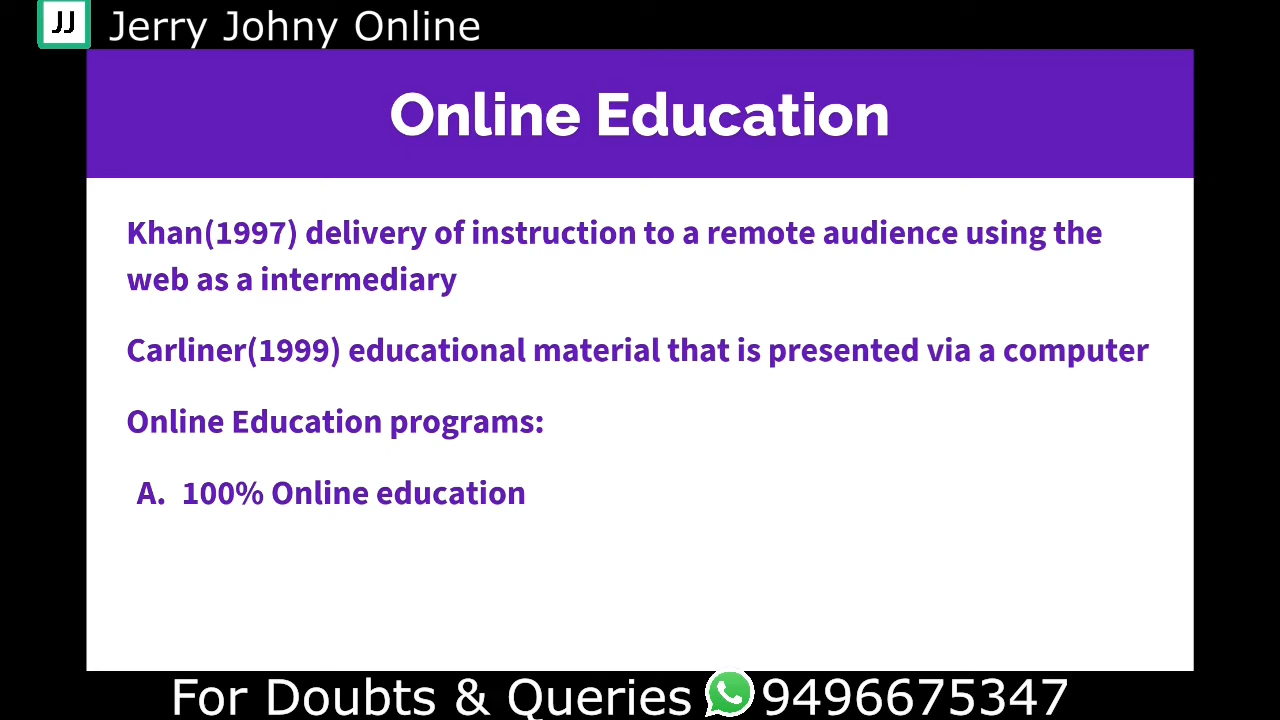 JJ Jerry Johny Online
Online Education
Khan(1997) delivery of instruction to a remote audience using the
web as a intermediary
Carliner(1999) educational material that is presented via a computer
Online Education programs:
A. 100% Online education
For Doubts & Queries 9496675347